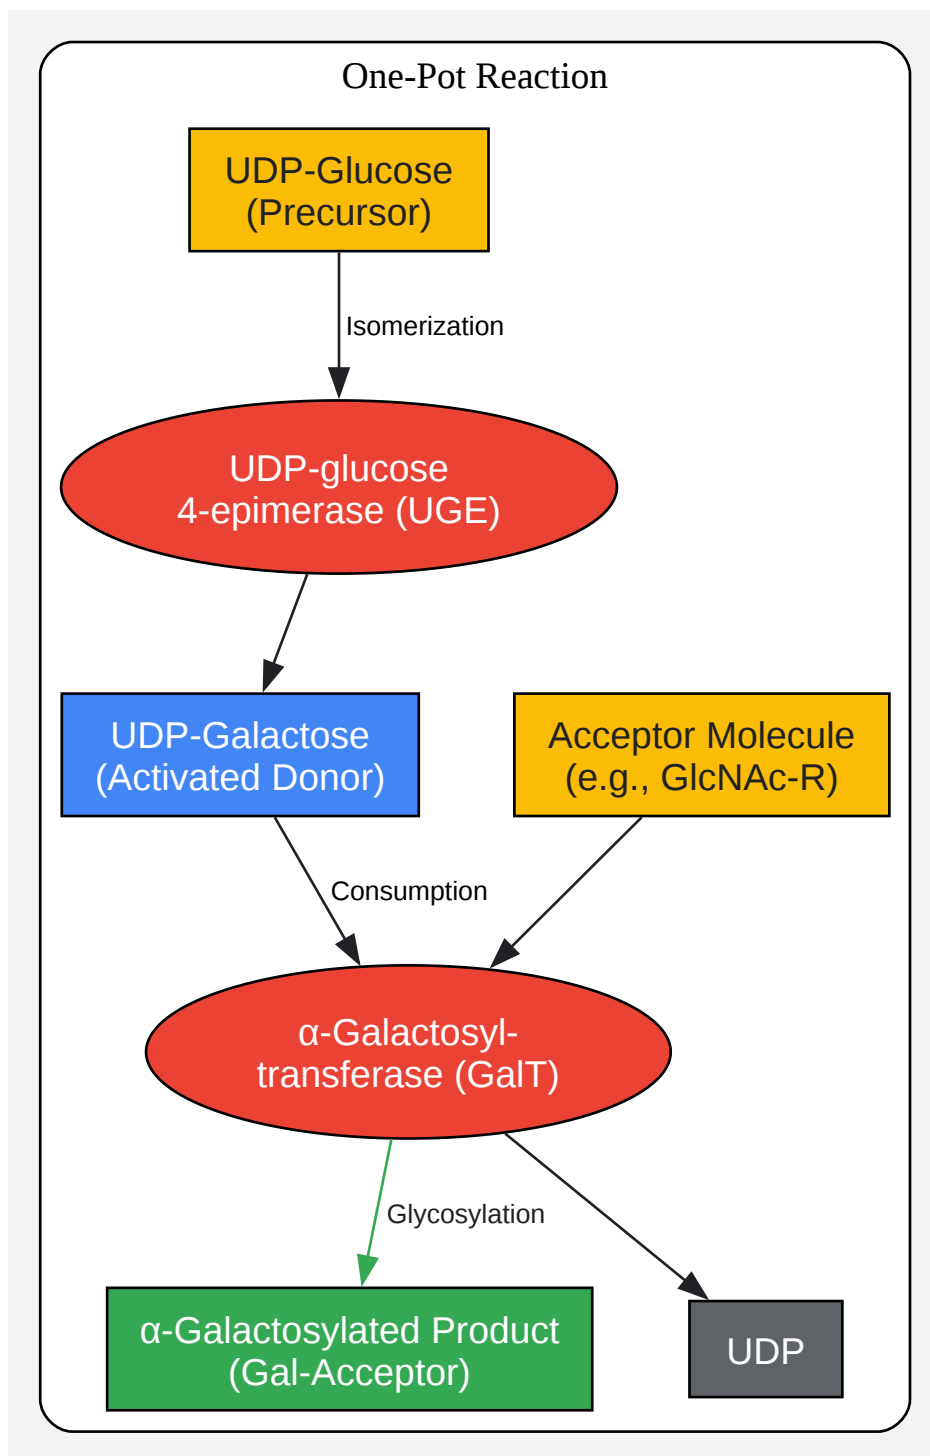 One-Pot Reaction
UDP-Glucose
(Precursor)
Isomerization
UDP-glucose
4-epimerase (UGE)
UDP-Galactose
(Activated Donor)
Acceptor Molecule
(e.g., GlcNAc-R)
Consumption
α-Galactosyl-
transferase (GalT)
Glycosylation
α-Galactosylated Product
(Gal-Acceptor)
UDP